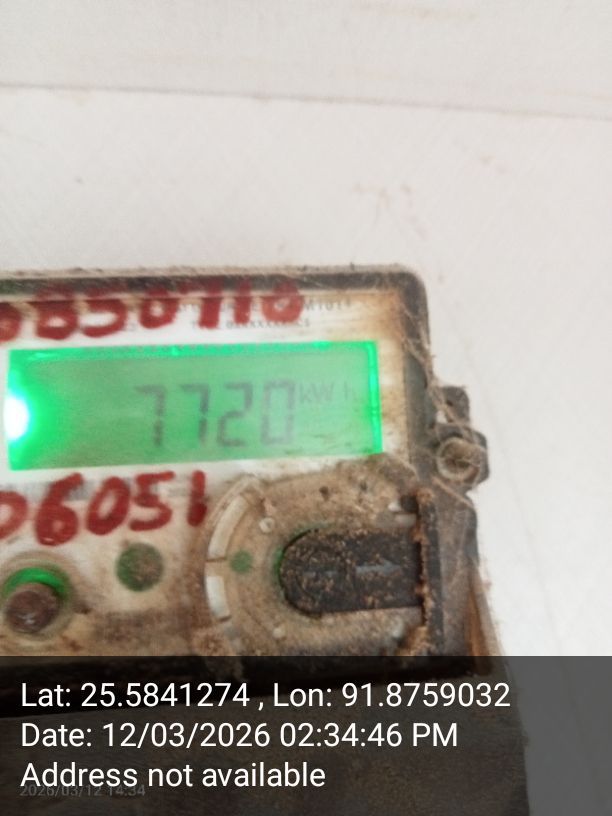 7720 kWh
06051
Lat: 25.5841274 , Lon: 91.8759032
Date: 12/03/2026 02:34:46 PM
Address not available
2026/03/12 14:34